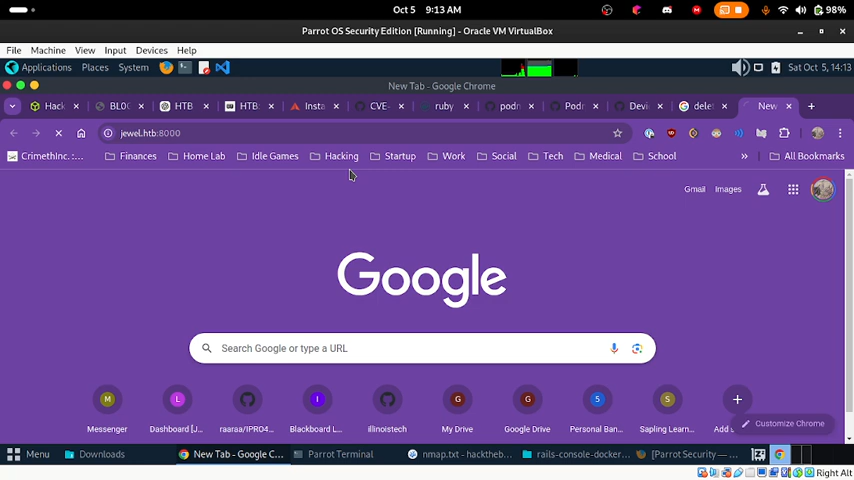 Oct 5 9:13 AM
98%
Parrot OS Security Edition [Running] - Oracle VM VirtualBox
File Machine View Input Devices Help
Applications Places System
Sat Oct 5, 14:13
New Tab - Google Chrome
Hack
HTB
HTB:
Insta
CVE-
ruby
podn
Podr
Devi
delet
New
jewel.htb:8000
CrimethInc. :...
Finances
Home Lab
Idle Games
Hacking
Startup
Work
Social
Tech
Medical
School
»
All Bookmarks
Gmail Images
Google
Search Google or type a URL
M L I G G 5 S
Messenger
Dashboard [J...
raaraa/IPRO4...
Blackboard L...
illinoistech
My Drive
Google Drive
Personal Ban...
Sapling Learn...
Customize Chrome
Menu
Downloads
New Tab - Google C...
Parrot Terminal
nmap.txt - hacktheb...
rails-console-docker...
[Parrot Security — ...
Right Alt